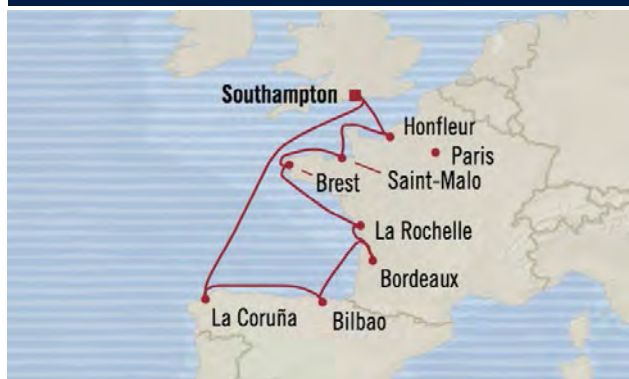 Southampton
Honfleur
Paris
Brest
Saint-Malo
La Rochelle
Bordeaux
La Coruña
Bilbao